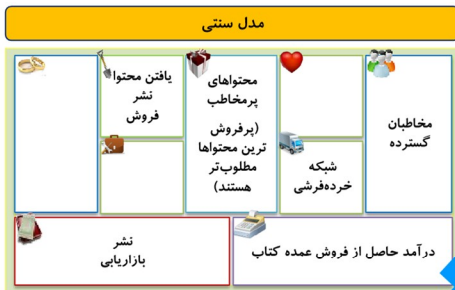 مدل سنتی
مخاطبان
گسترده
شبکه
خرده‌فرشی
محتواهای
پرمخاطب
(پرفروش
ترین محتواها
مطلوب‌تر
هستند)
یافتن محتوا
نشر
فروش
درآمد حاصل از فروش عمده کتاب
نشر
بازاریابی